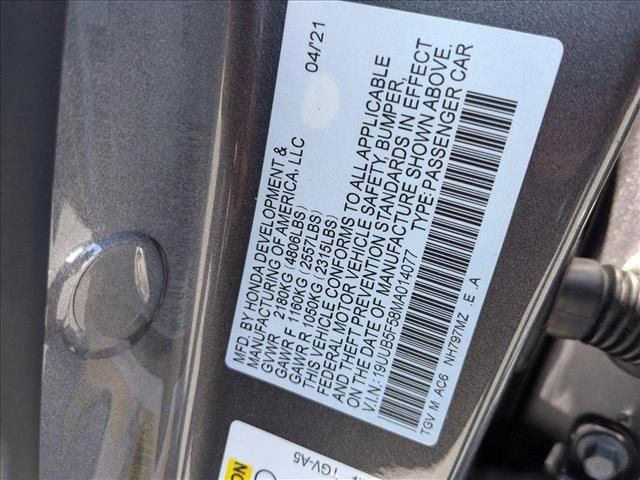 MFD. BY HONDA DEVELOPMENT &
MANUFACTURING OF AMERICA, LLC 04/'21
GVWR 2180KG (4806LBS)
GAWR F 1160KG (2557LBS)
GAWR R 1050KG (2315LBS)
THIS VEHICLE CONFORMS TO ALL APPLICABLE
FEDERAL MOTOR VEHICLE SAFETY, BUMPER,
AND THEFT PREVENTION STANDARDS IN EFFECT
ON THE DATE OF MANUFACTURE SHOWN ABOVE.
V.I.N.:19UUB5F58MA014077 TYPE:PASSENGER CAR
TGV M AC6 NH797MZ .E .A
TGV-A5